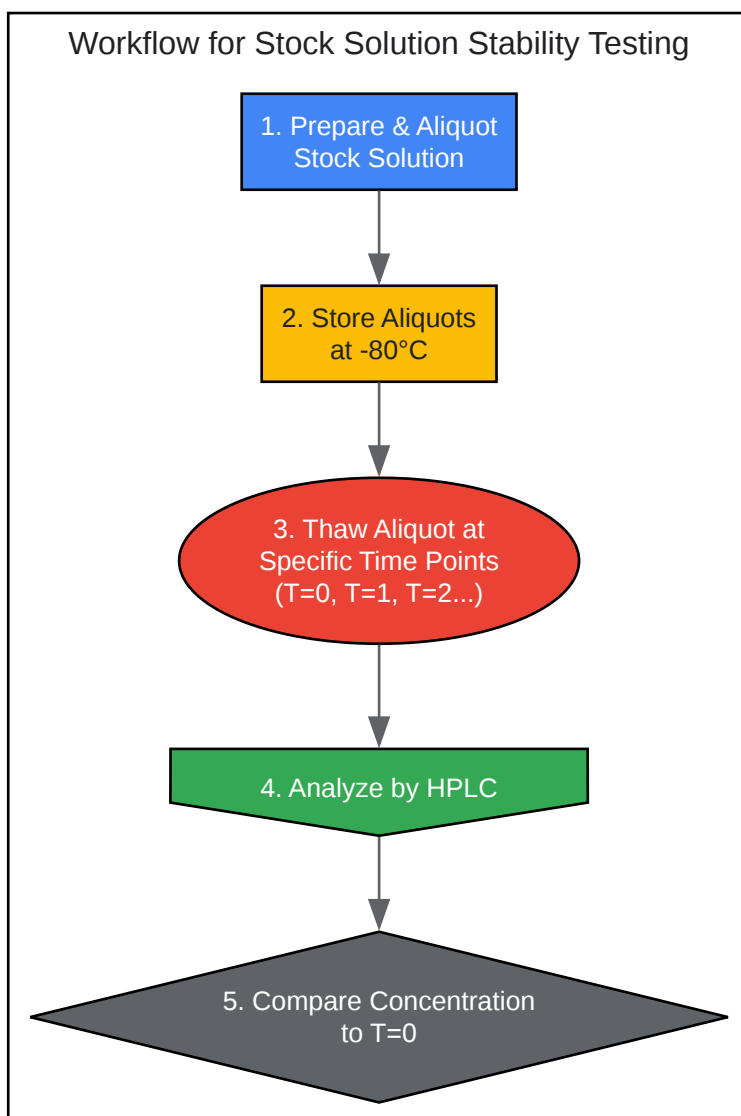 Workflow for Stock Solution Stability Testing
1. Prepare & Aliquot
Stock Solution
2. Store Aliquots
at -80°C
3. Thaw Aliquot at
Specific Time Points
(T=0, T=1, T=2...)
4. Analyze by HPLC
5. Compare Concentration
to T=0